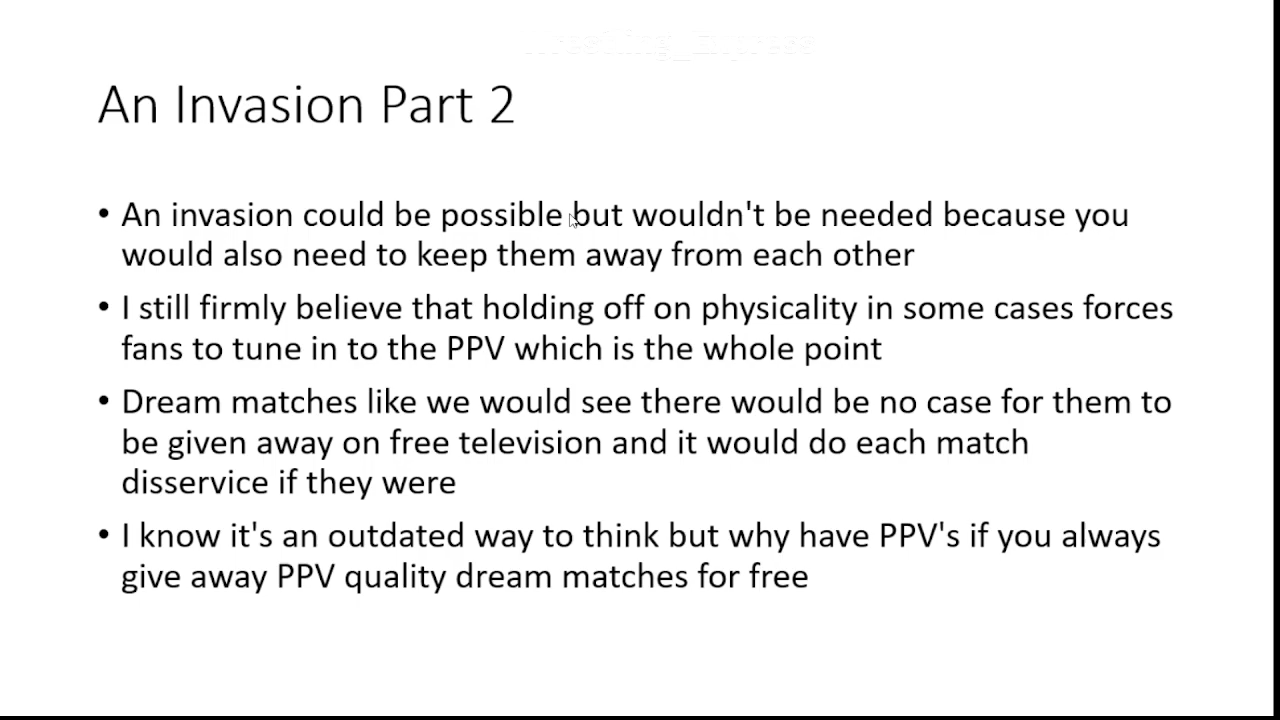 An Invasion Part 2
• An invasion could be possible but wouldn't be needed because you
would also need to keep them away from each other
• I still firmly believe that holding off on physicality in some cases forces
fans to tune in to the PPV which is the whole point
• Dream matches like we would see there would be no case for them to
be given away on free television and it would do each match
disservice if they were
• I know it's an outdated way to think but why have PPV's if you always
give away PPV quality dream matches for free